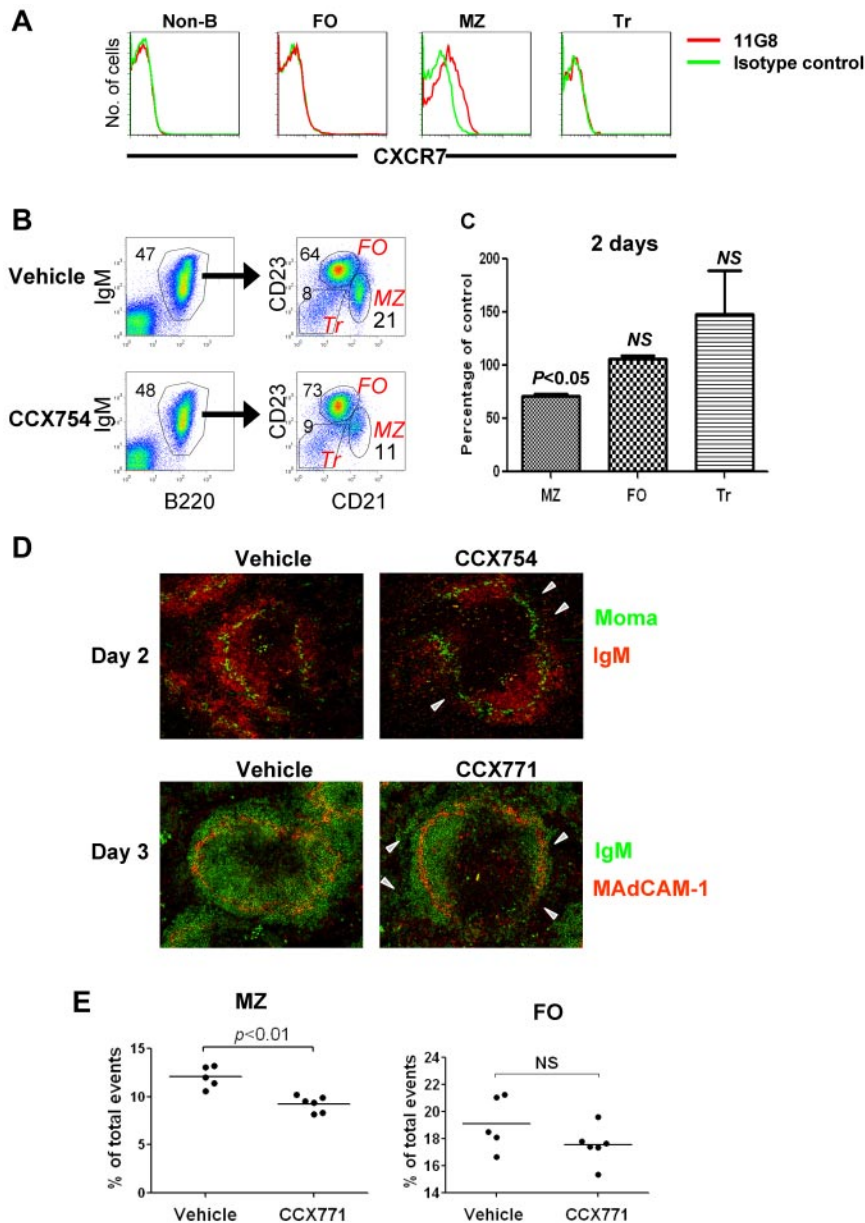 A
Non-B
FO
MZ
Tr
No. of cells
CXCR7
11G8
Isotype control
B
Vehicle
IgM
47
CD23
64
FO
8
MZ
21
Tr
CCX754
IgM
48
CD23
73
FO
9
MZ
11
Tr
B220
CD21
C
2 days
Percentage of control
200
150
100
50
0
P<0.05
NS
NS
MZ
FO
Tr
D
Vehicle
CCX754
Day 2
Moma
IgM
Vehicle
CCX771
Day 3
IgM
MAdCAM-1
E
MZ
p<0.01
% of total events
15
10
5
0
Vehicle
CCX771
FO
NS
% of total events
24
22
20
18
16
14
Vehicle
CCX771